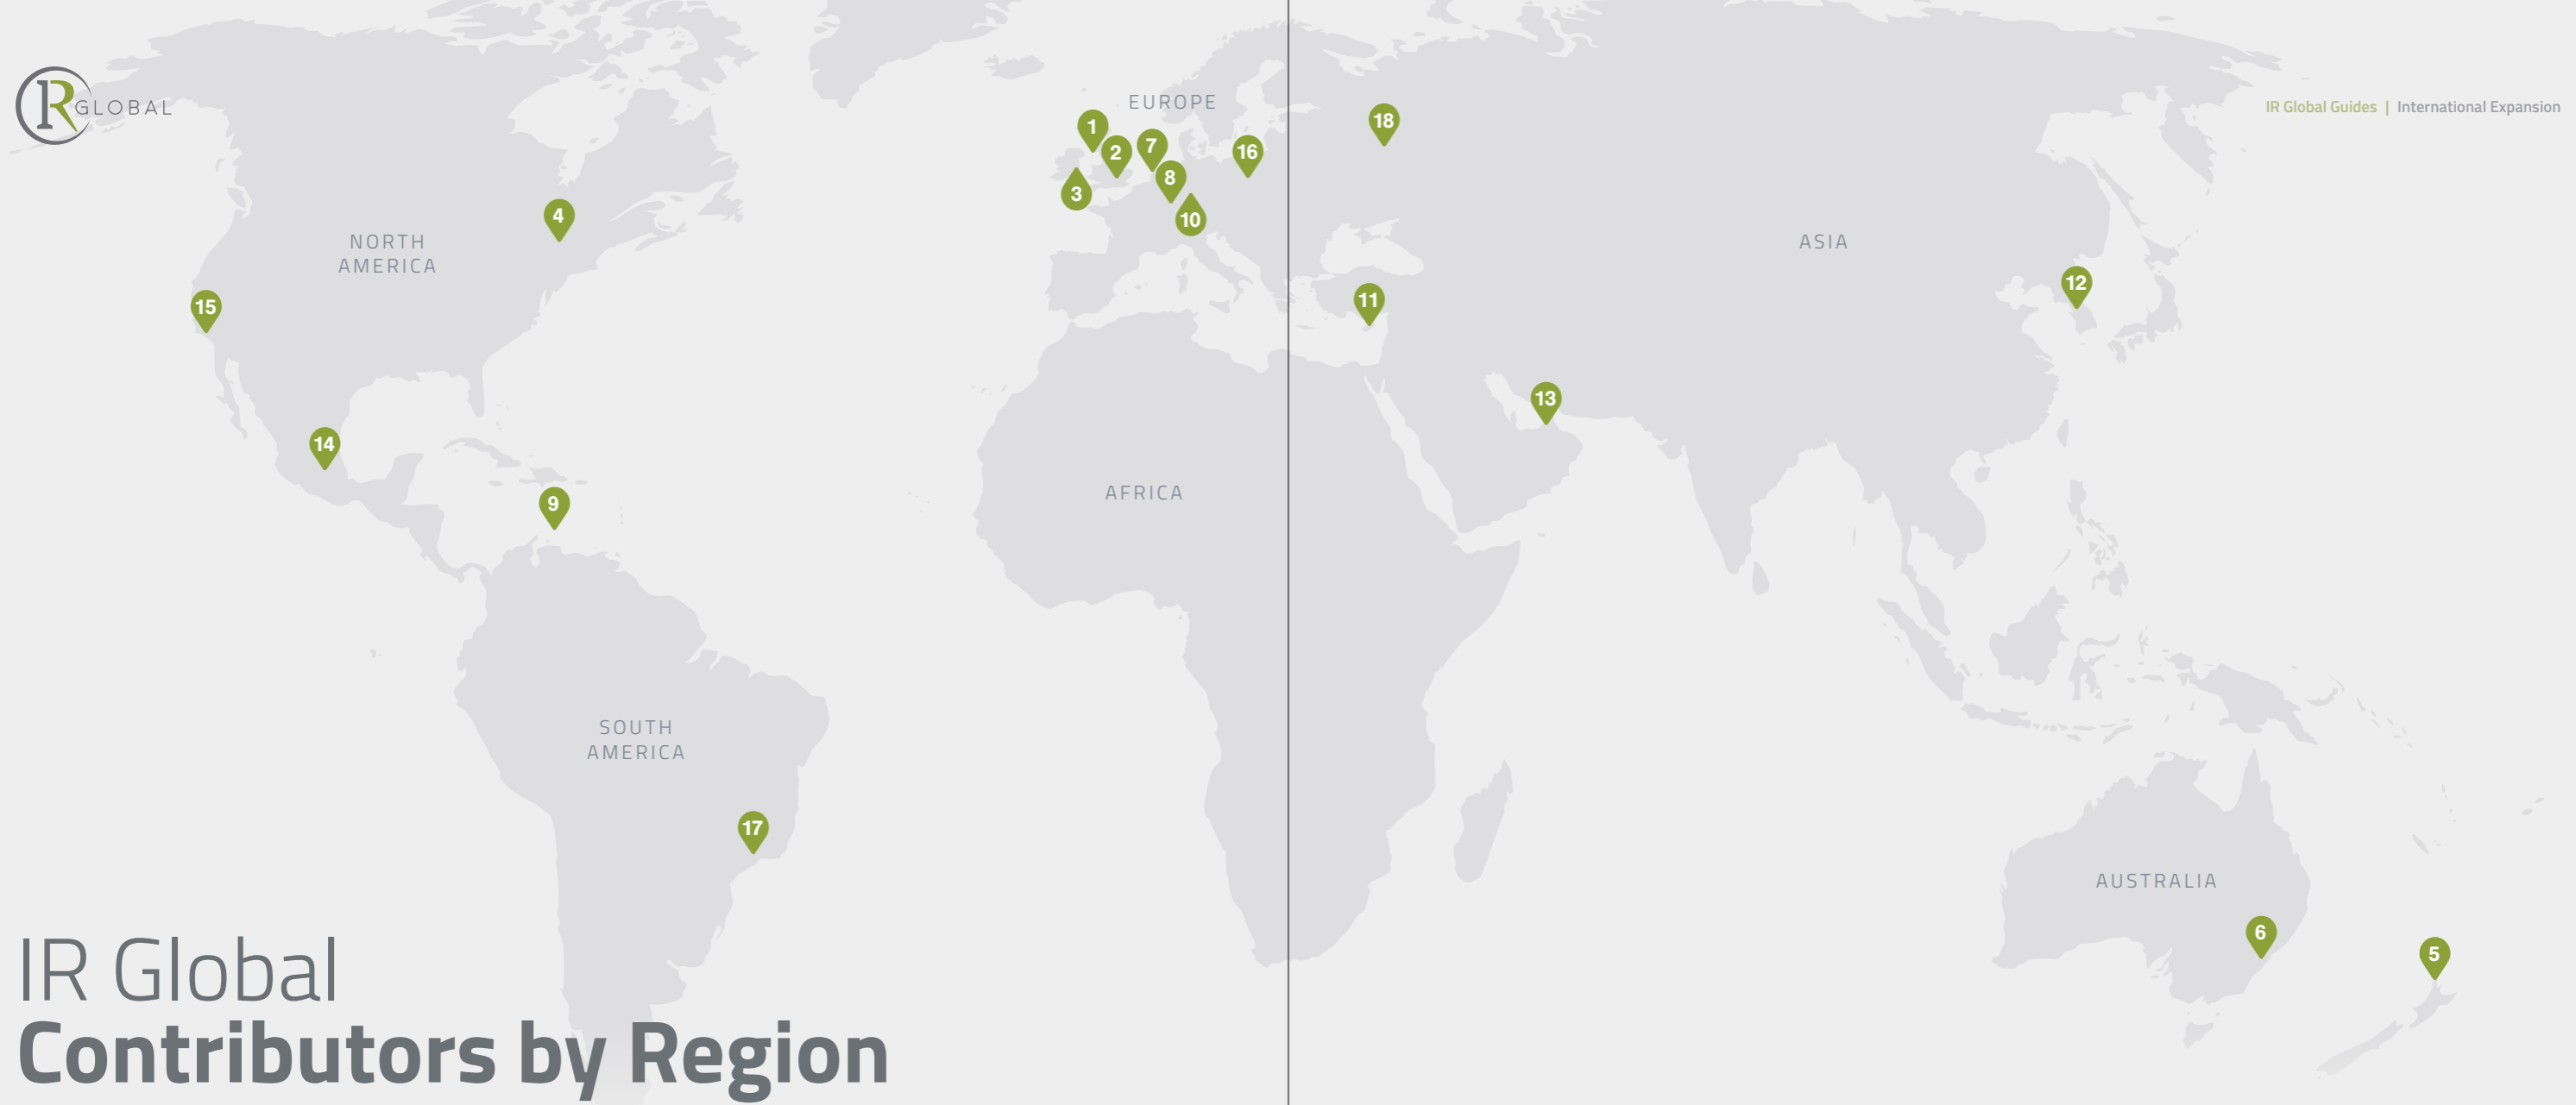 IR GLOBAL
IR Global Guides | International Expansion
EUROPE
1
2
7
8
16
3
10
18
4
NORTH
AMERICA
ASIA
15
11
12
13
14
9
AFRICA
SOUTH
AMERICA
17
AUSTRALIA
6
5
IR Global
Contributors by Region